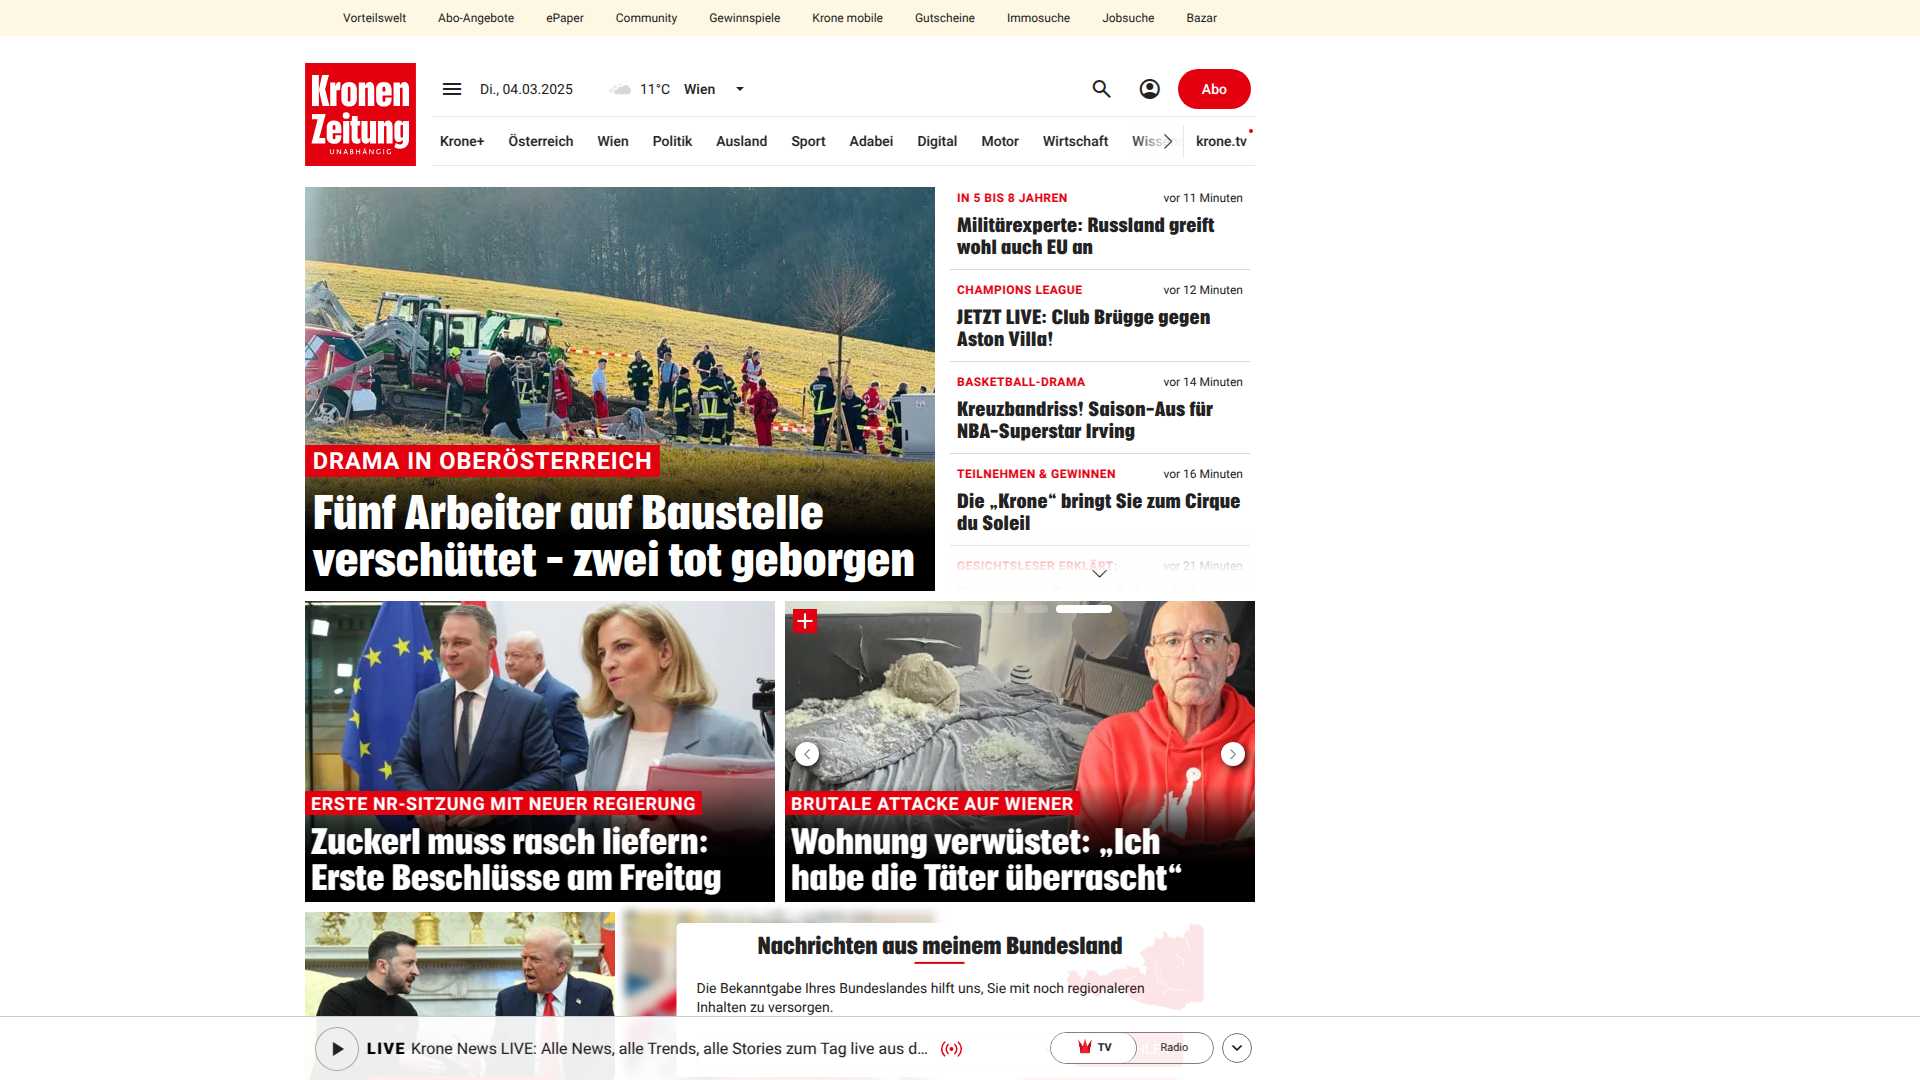 Vorteilswelt Abo-Angebote ePaper Community Gewinnspiele Krone mobile Gutscheine Immosuche Jobsuche Bazar
Kronen
Zeitung
UNABHÄNGIG
Di., 04.03.2025 11°C Wien
Abo
Krone+ Österreich Wien Politik Ausland Sport Adabei Digital Motor Wirtschaft krone.tv
DRAMA IN OBERÖSTERREICH
Fünf Arbeiter auf Baustelle
verschüttet – zwei tot geborgen
IN 5 BIS 8 JAHREN vor 11 Minuten
Militärexperte: Russland greift
wohl auch EU an
CHAMPIONS LEAGUE vor 12 Minuten
JETZT LIVE: Club Brügge gegen
Aston Villa!
BASKETBALL-DRAMA vor 14 Minuten
Kreuzbandriss! Saison-Aus für
NBA-Superstar Irving
TEILNEHMEN & GEWINNEN vor 16 Minuten
Die „Krone“ bringt Sie zum Cirque
du Soleil
GESICHTSLESER ERKLÄRT: vor 21 Minuten
ERSTE NR-SITZUNG MIT NEUER REGIERUNG
Zuckerl muss rasch liefern:
Erste Beschlüsse am Freitag
BRUTALE ATTACKE AUF WIENER
Wohnung verwüstet: „Ich
habe die Täter überrascht“
Nachrichten aus meinem Bundesland
Die Bekanntgabe Ihres Bundeslandes hilft uns, Sie mit noch regionaleren
Inhalten zu versorgen.
LIVE Krone News LIVE: Alle News, alle Trends, alle Stories zum Tag live aus d...
TV Radio